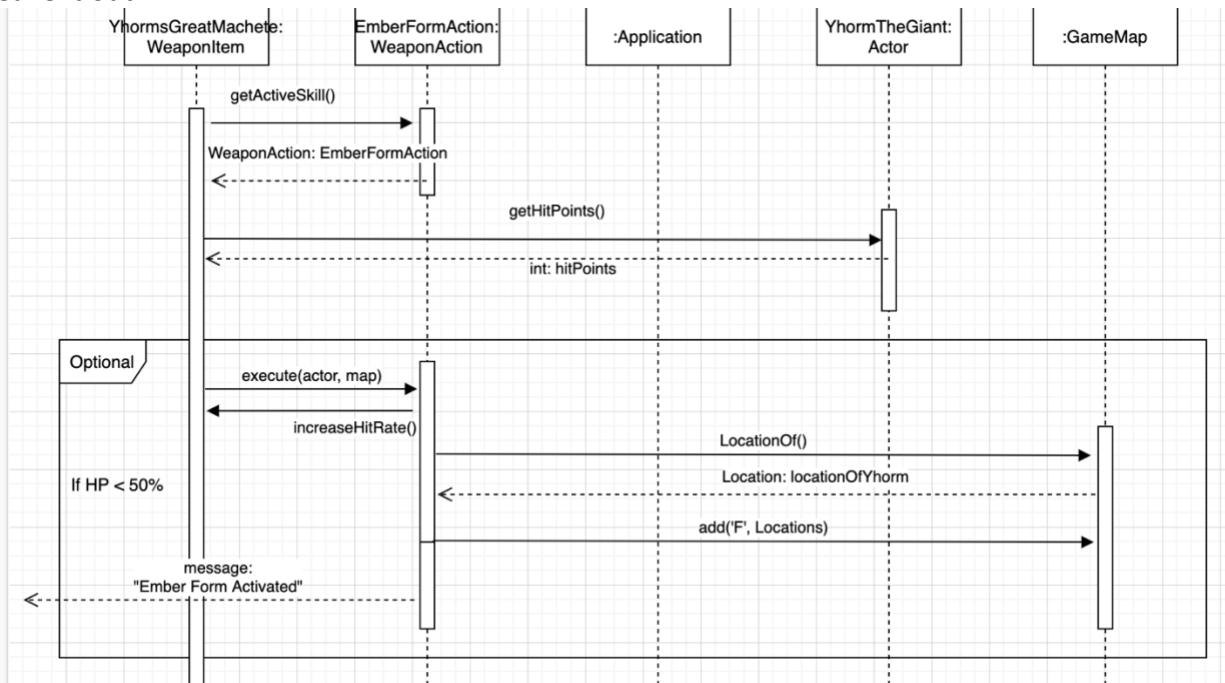 YhormsGreatMachete:
WeaponItem
EmberFormAction:
WeaponAction
:Application
YhormTheGiant:
Actor
:GameMap
getActiveSkill()
WeaponAction: EmberFormAction
getHitPoints()
int: hitPoints
Optional
execute(actor, map)
increaseHitRate()
LocationOf()
If HP < 50%
Location: locationOfYhorm
add('F', Locations)
message:
"Ember Form Activated"